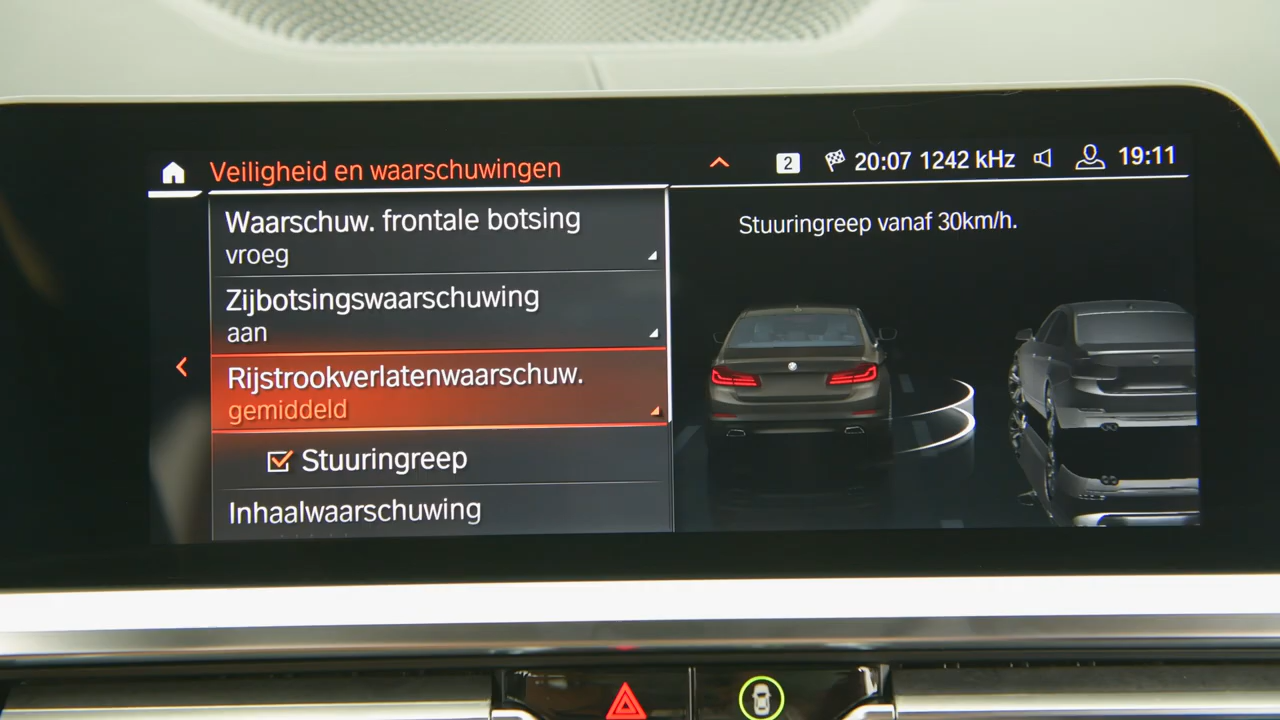 Veiligheid en waarschuwingen
2 20:07 1242 kHz 19:11
Waarschuw. frontale botsing
vroeg
Zijbotsingswaarschuwing
aan
Rijstrookverlatenwaarschuw.
gemiddeld
Stuuringreep
Inhaalwaarschuwing
Stuuringreep vanaf 30km/h.